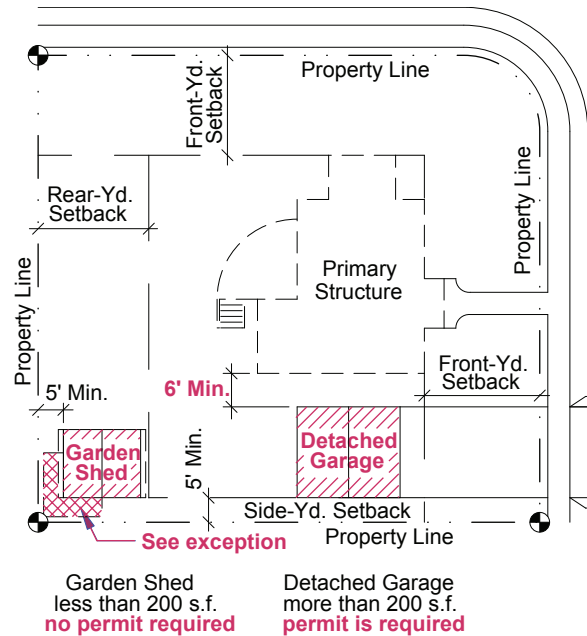 Property Line
Front-Yd.
Setback
Rear-Yd.
Setback
Property Line
Primary
Structure
Property Line
Front-Yd.
Setback
5' Min.
6' Min.
Garden
Shed
5' Min.
Detached
Garage
Side-Yd. Setback
See exception
Property Line
Garden Shed
less than 200 s.f.
no permit required
Detached Garage
more than 200 s.f.
permit is required